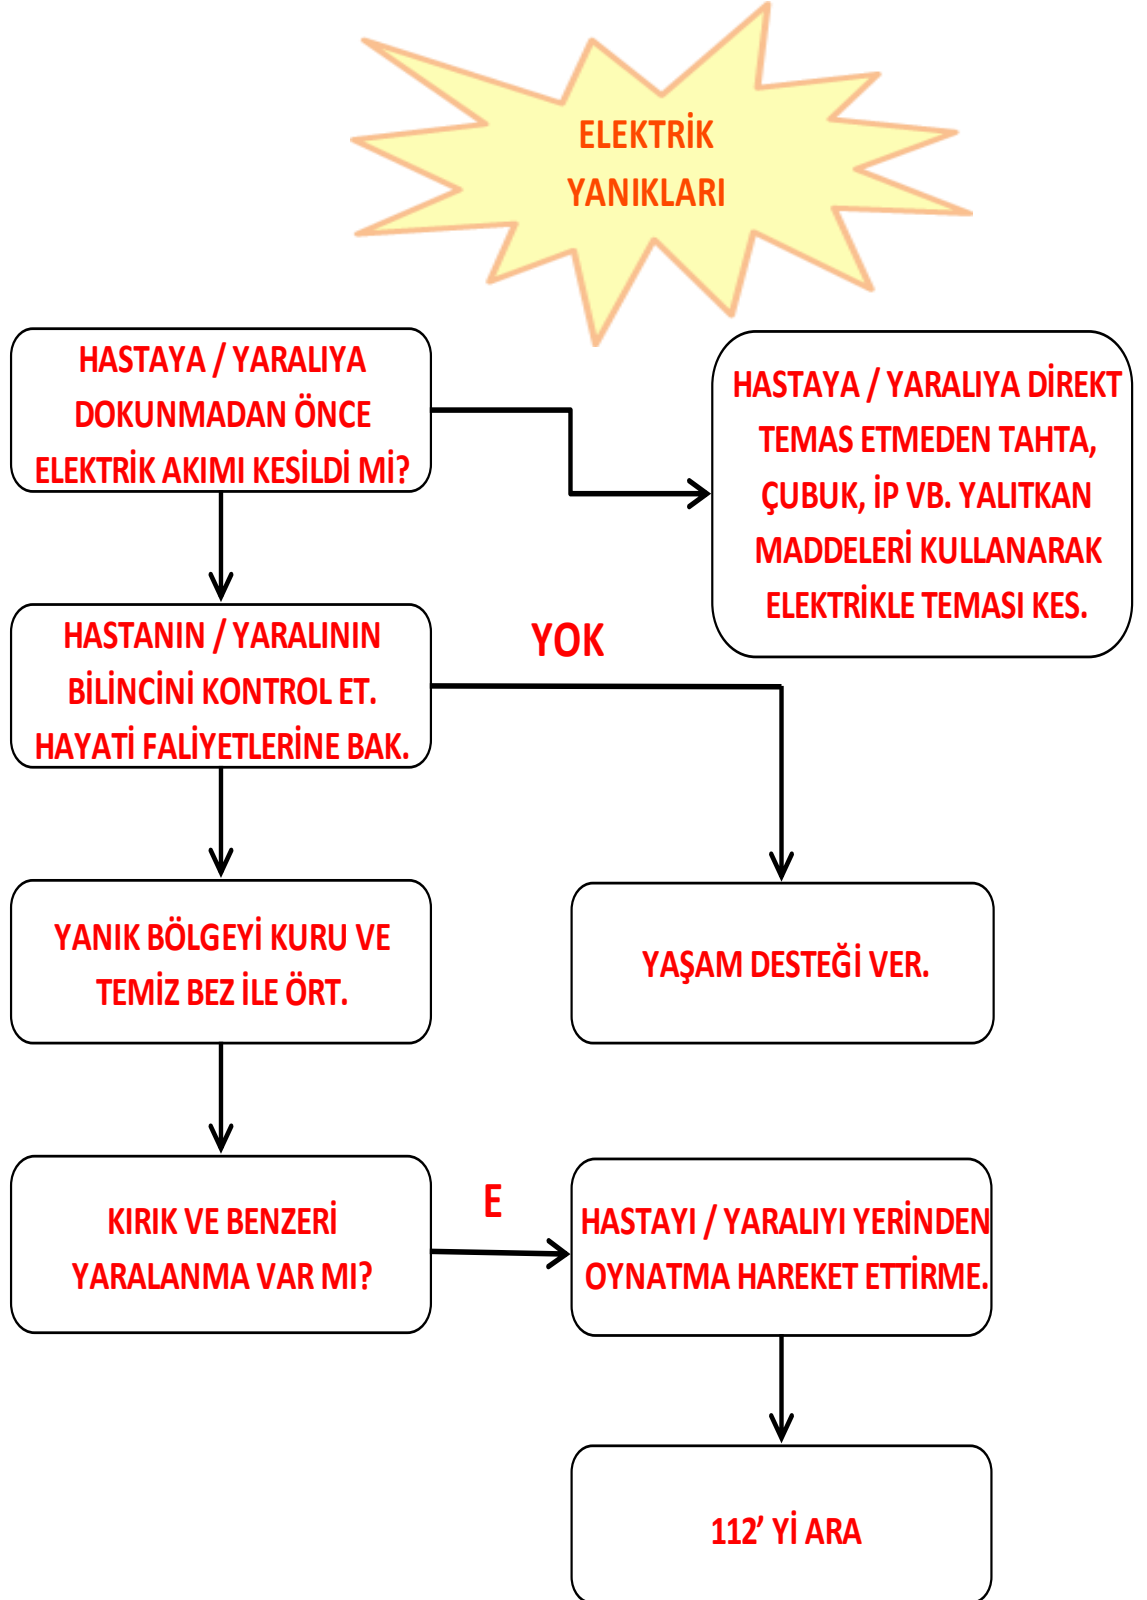 ELEKTRİK
YANIKLARI
HASTAYA / YARALIYA
DOKUNMADAN ÖNCE
ELEKTRİK AKIMI KESİLDİ Mİ?
HASTAYA / YARALIYA DİREKT
TEMAS ETMEDEN TAHTA,
ÇUBUK, İP VB. YALITKAN
MADDELERİ KULLANARAK
ELEKTRİKLE TEMASI KES.
HASTANIN / YARALININ
BİLİNCİNİ KONTROL ET.
HAYATİ FALİYETLERİNE BAK.
YOK
YANIK BÖLGEYİ KURU VE
TEMİZ BEZ İLE ÖRT.
YAŞAM DESTEĞİ VER.
KIRIK VE BENZERİ
YARALANMA VAR MI?
E
HASTAYI / YARALIYI YERİNDEN
OYNATMA HAREKET ETTİRME.
112’ Yİ ARA